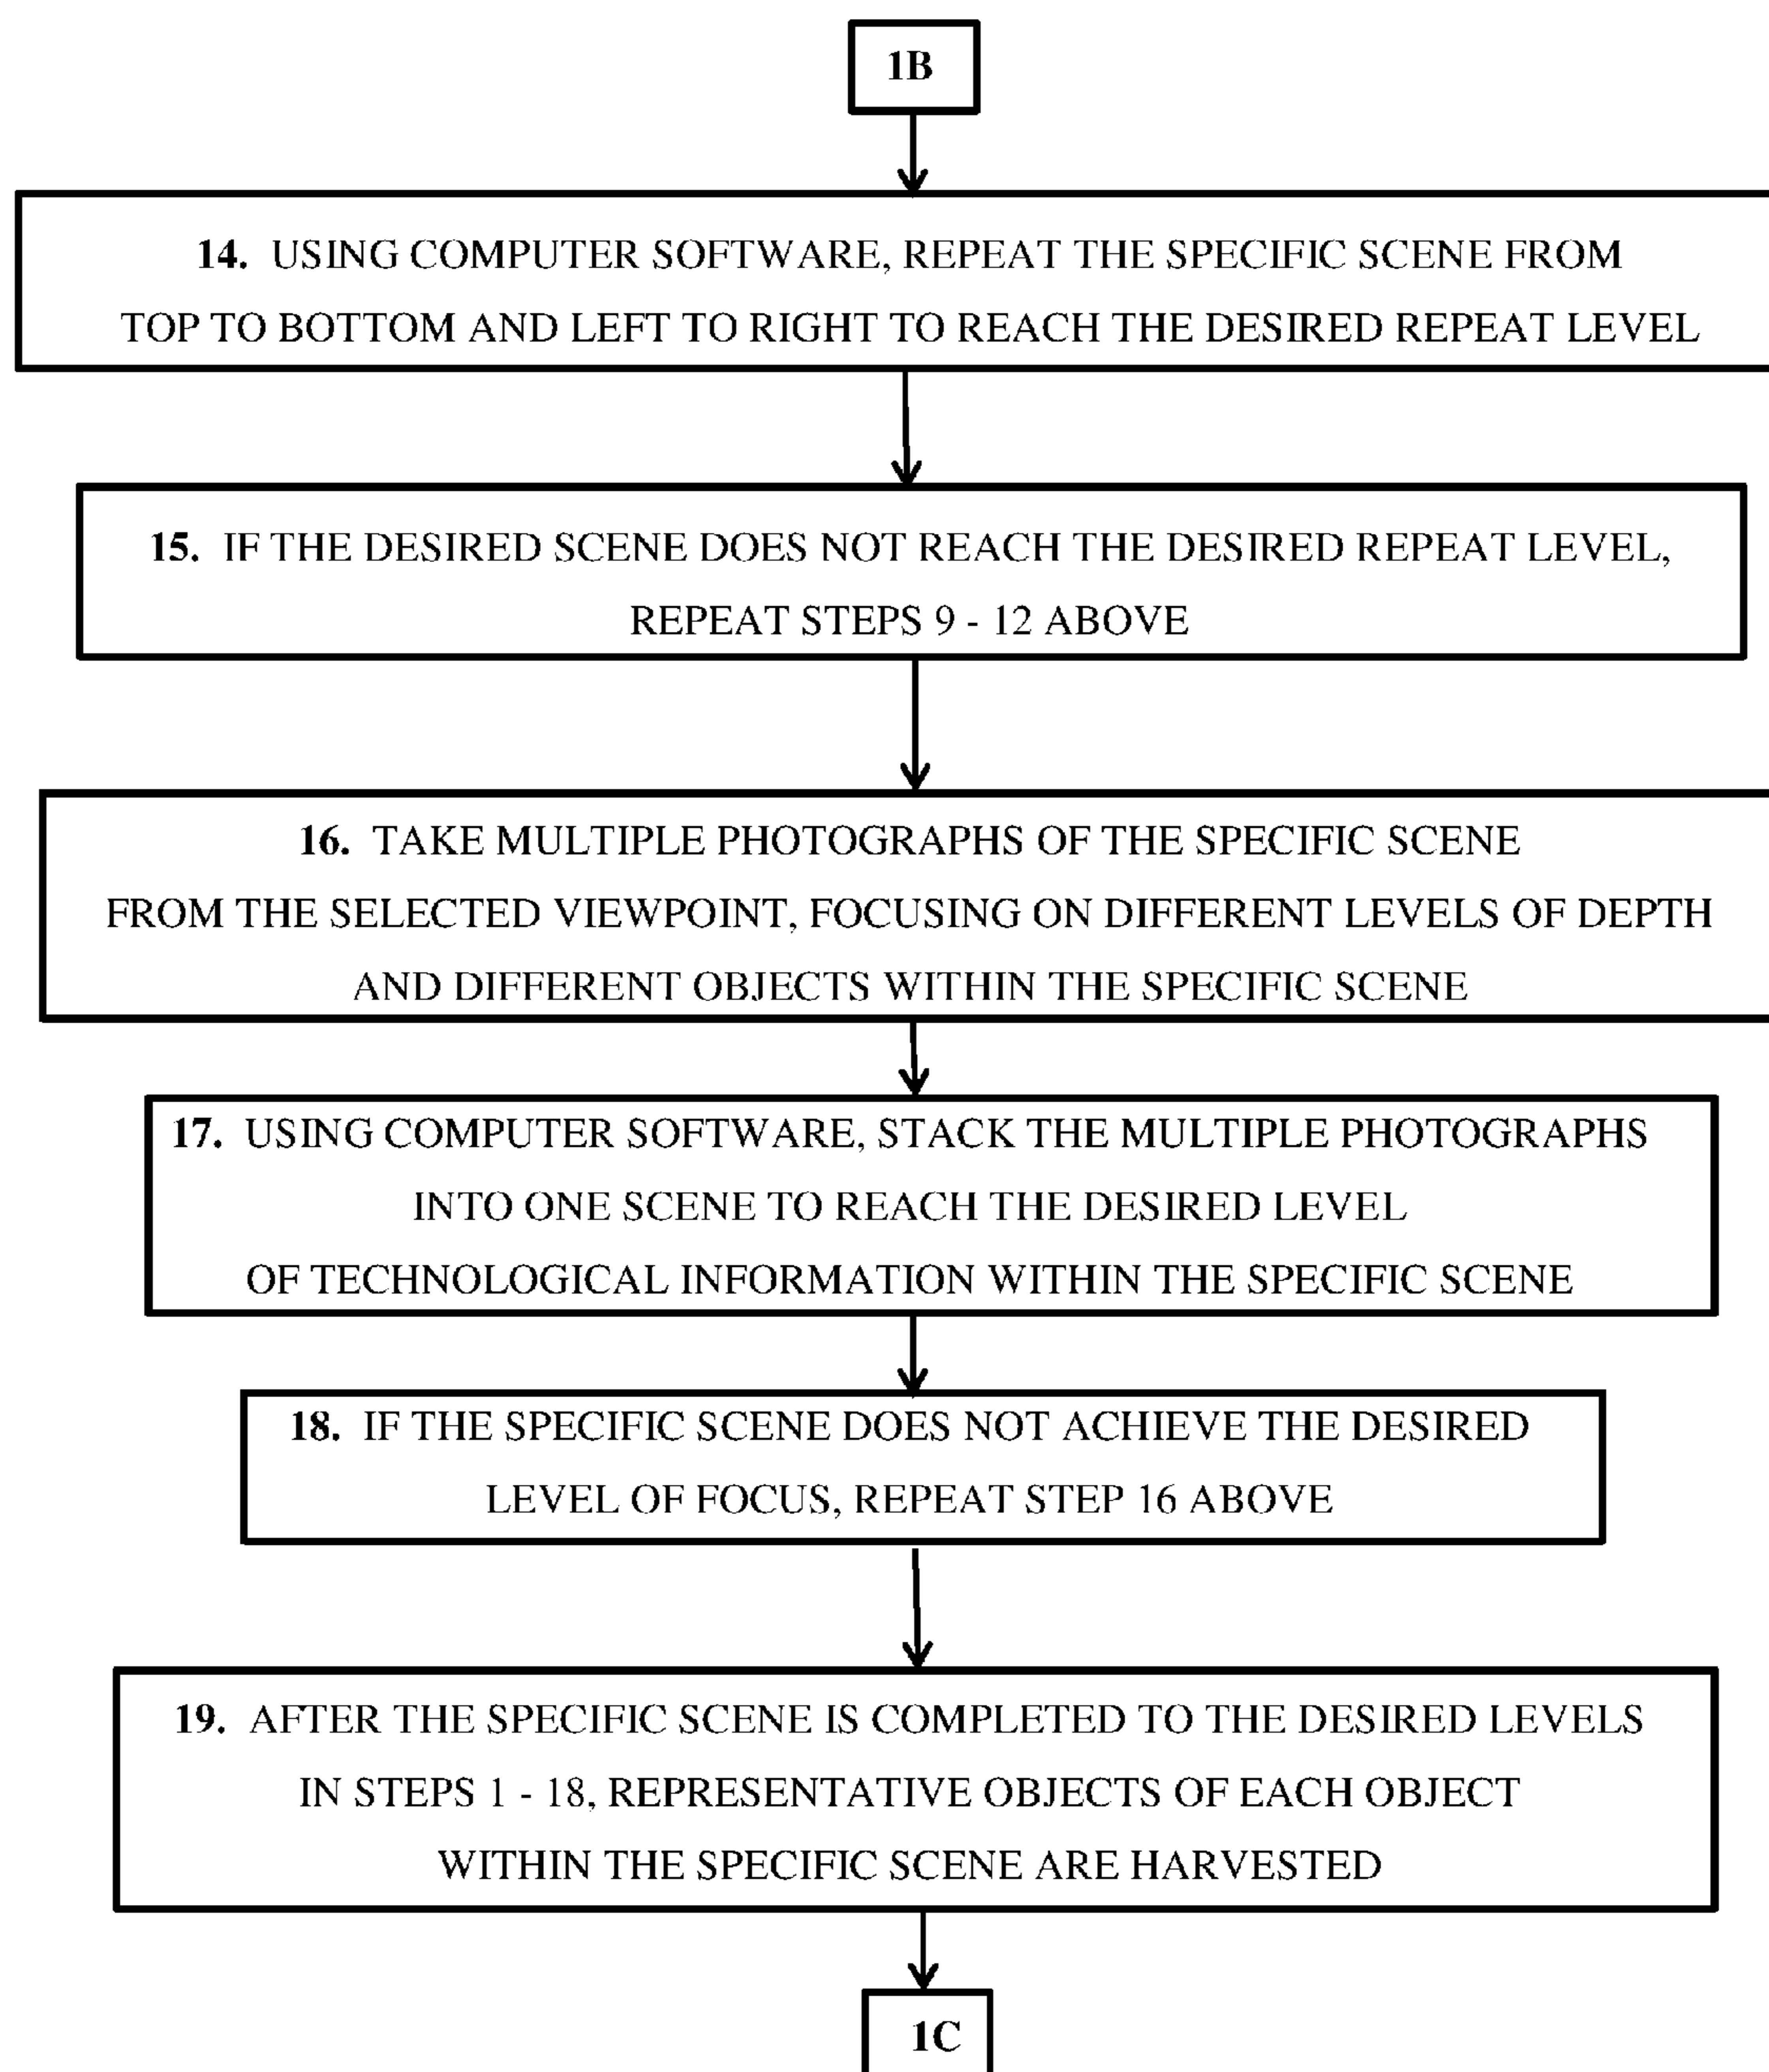 1B
14. USING COMPUTER SOFTWARE, REPEAT THE SPECIFIC SCENE FROM
TOP TO BOTTOM AND LEFT TO RIGHT TO REACH THE DESIRED REPEAT LEVEL
15. IF THE DESIRED SCENE DOES NOT REACH THE DESIRED REPEAT LEVEL,
REPEAT STEPS 9 - 12 ABOVE
16. TAKE MULTIPLE PHOTOGRAPHS OF THE SPECIFIC SCENE
FROM THE SELECTED VIEWPOINT, FOCUSING ON DIFFERENT LEVELS OF DEPTH
AND DIFFERENT OBJECTS WITHIN THE SPECIFIC SCENE
17. USING COMPUTER SOFTWARE, STACK THE MULTIPLE PHOTOGRAPHS
INTO ONE SCENE TO REACH THE DESIRED LEVEL
OF TECHNOLOGICAL INFORMATION WITHIN THE SPECIFIC SCENE
18. IF THE SPECIFIC SCENE DOES NOT ACHIEVE THE DESIRED
LEVEL OF FOCUS, REPEAT STEP 16 ABOVE
19. AFTER THE SPECIFIC SCENE IS COMPLETED TO THE DESIRED LEVELS
IN STEPS 1 - 18, REPRESENTATIVE OBJECTS OF EACH OBJECT
WITHIN THE SPECIFIC SCENE ARE HARVESTED
1C